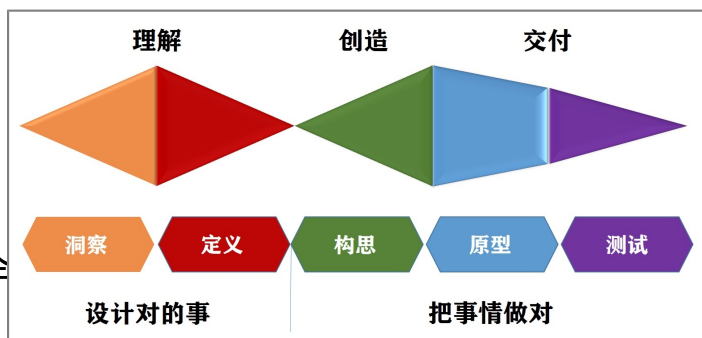 理解 创造 交付
洞察 定义 构思 原型 测试
设计对的事 把事情做对